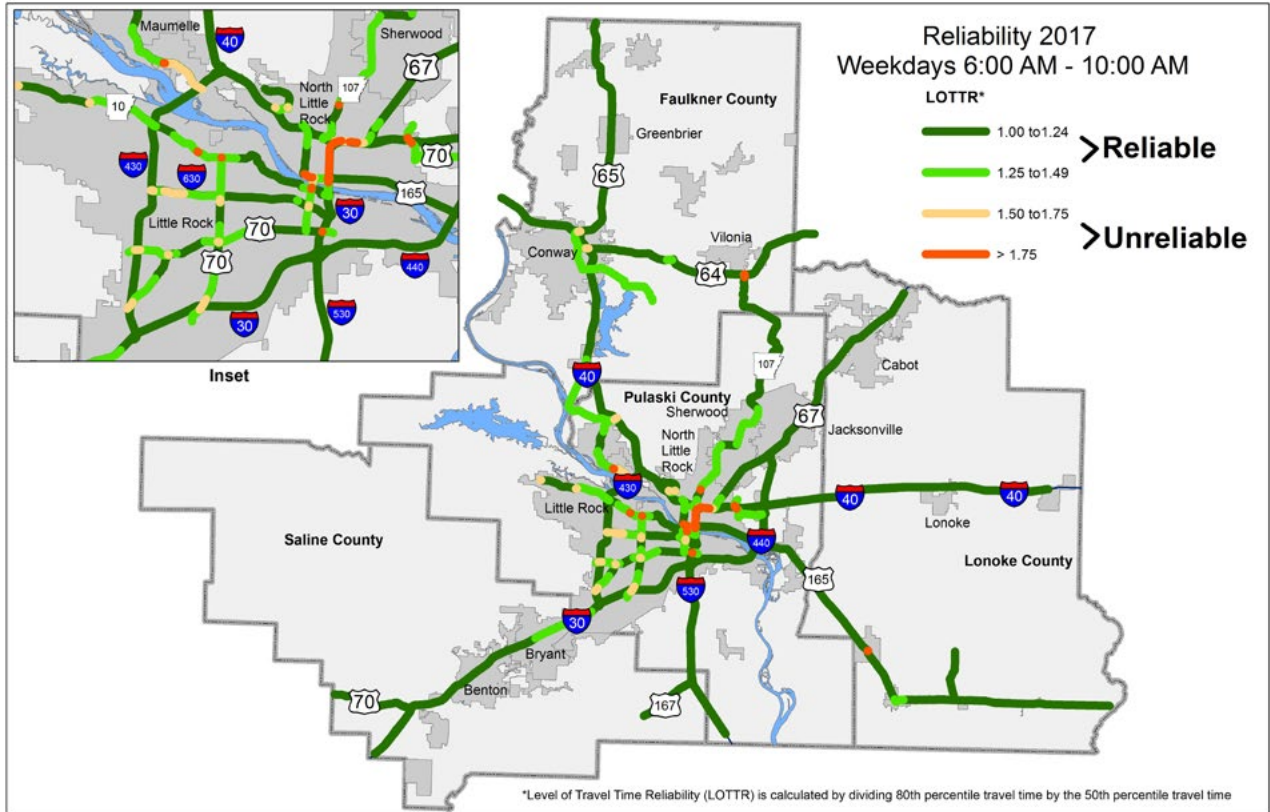 Maumelle
40
Sherwood
67
107
North
Little
Rock
10
430
630
70
165
30
Little Rock
70
70
440
30
530
Inset
Reliability 2017
Weekdays 6:00 AM - 10:00 AM
LOTTR*
1.00 to1.24
1.25 to1.49
>Reliable
1.50 to1.75
> 1.75
>Unreliable
Faulkner County
Greenbrier
65
Vilonia
Conway
64
40
107
Cabot
Pulaski County
Sherwood
67
Jacksonville
North
Little
Rock
430
40
40
Little Rock
Lonoke
Saline County
440
Lonoke County
165
530
30
Bryant
Benton
70
167
*Level of Travel Time Reliability (LOTTR) is calculated by dividing 80th percentile travel time by the 50th percentile travel time